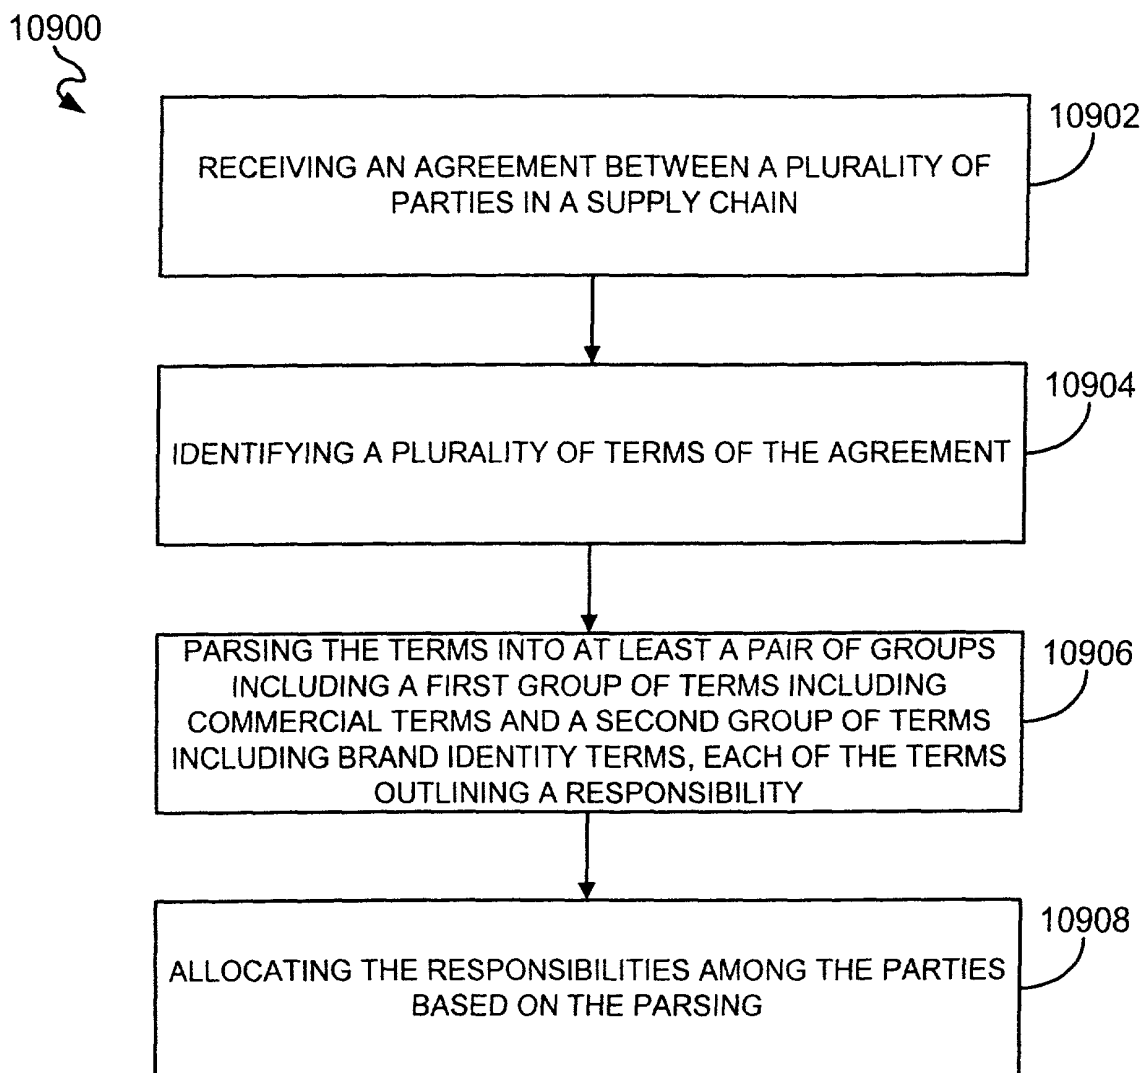 10900
10902
RECEIVING AN AGREEMENT BETWEEN A PLURALITY OF
PARTIES IN A SUPPLY CHAIN
10904
IDENTIFYING A PLURALITY OF TERMS OF THE AGREEMENT
10906
PARSING THE TERMS INTO AT LEAST A PAIR OF GROUPS
INCLUDING A FIRST GROUP OF TERMS INCLUDING
COMMERCIAL TERMS AND A SECOND GROUP OF TERMS
INCLUDING BRAND IDENTITY TERMS, EACH OF THE TERMS
OUTLINING A RESPONSIBILITY
10908
ALLOCATING THE RESPONSIBILITIES AMONG THE PARTIES
BASED ON THE PARSING